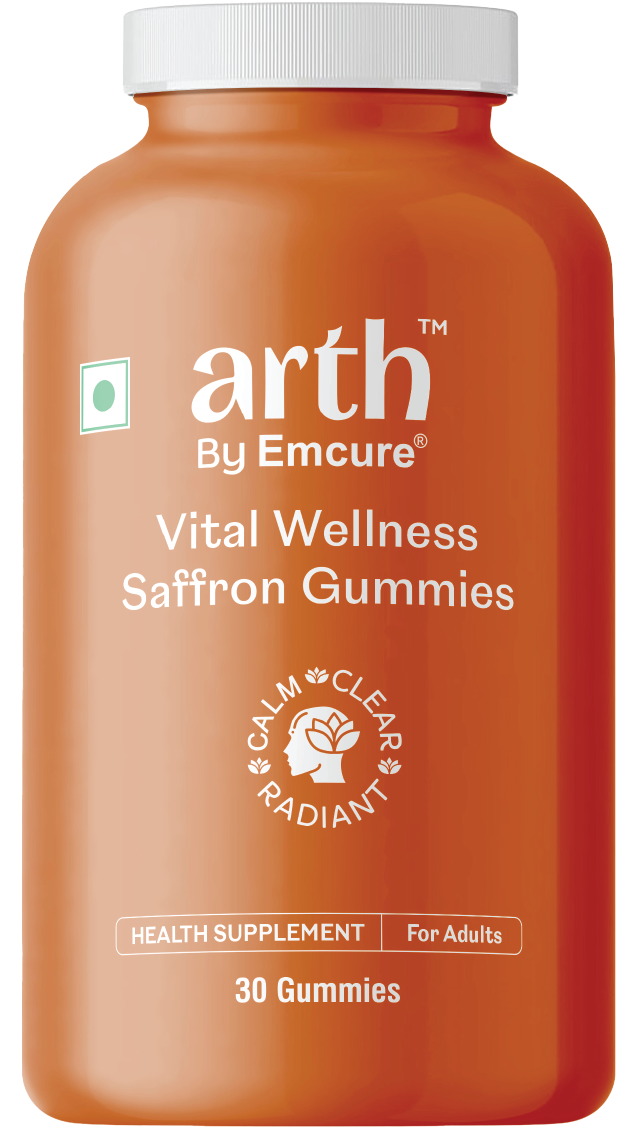 arth™
By Emcure®
Vital Wellness
Saffron Gummies
CALM CLEAR
RADIANT
HEALTH SUPPLEMENT For Adults
30 Gummies